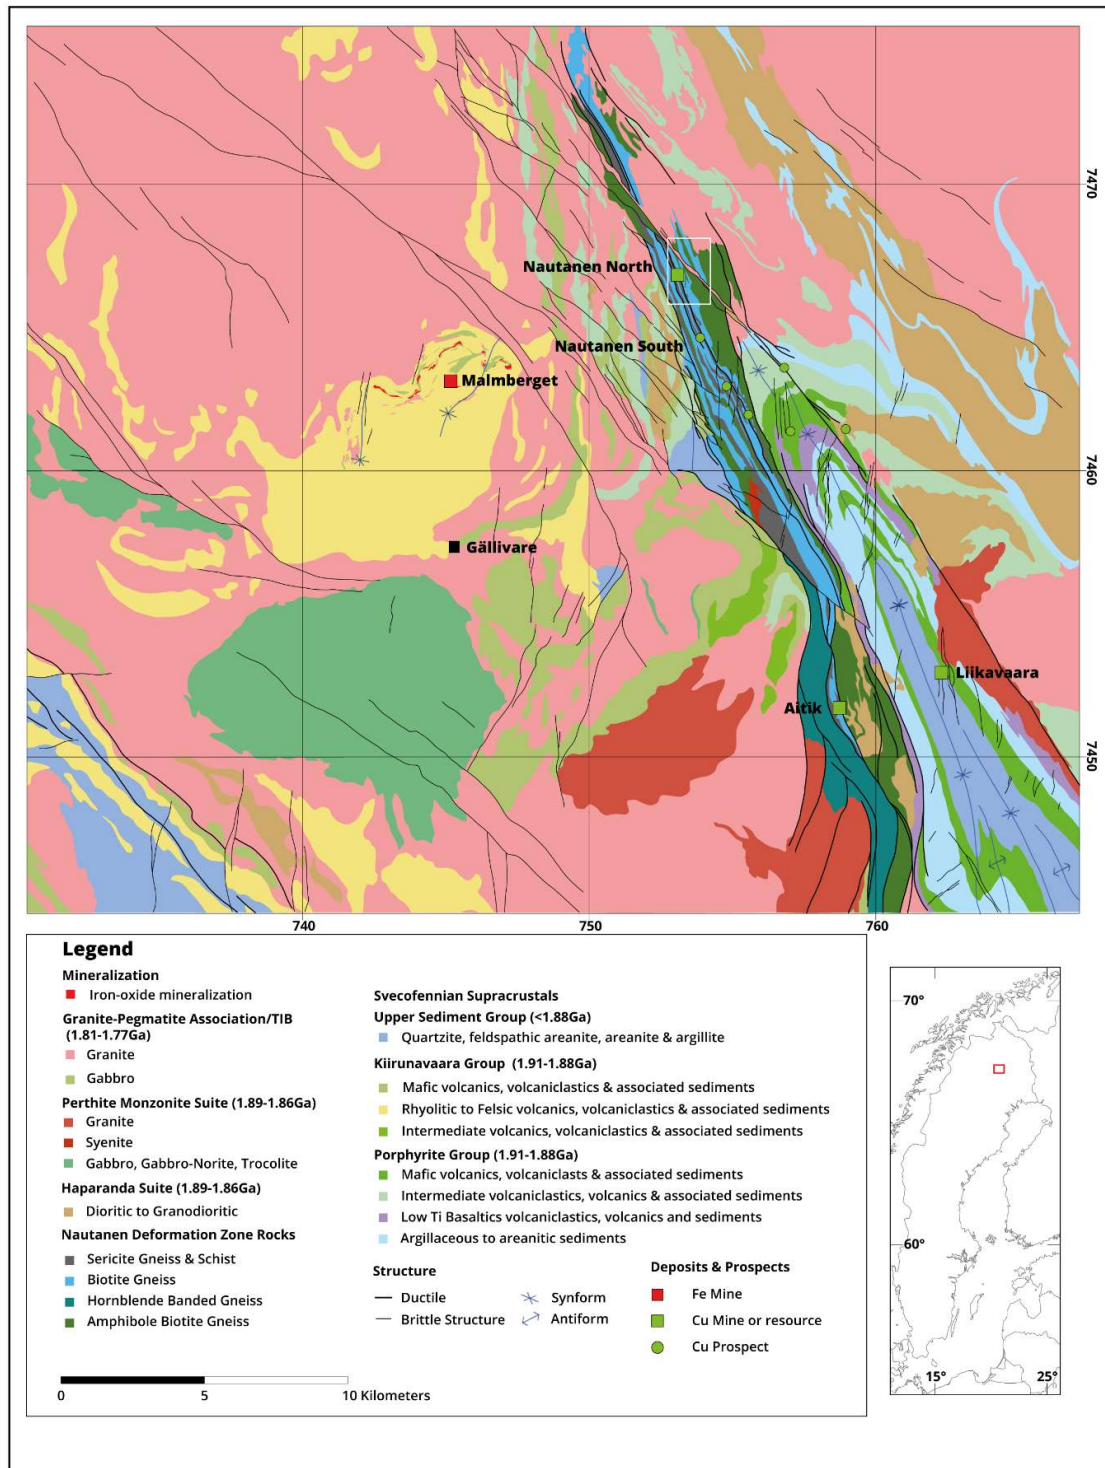 7470
Nautanen North
Nautanen South
Malmberget
7460
Gällivare
Liikavaara
Aitik
7450
740
750
760
Legend
Mineralization
Iron-oxide mineralization
Granite-Pegmatite Association/TIB
(1.81-1.77Ga)
Granite
Gabbro
Perthite Monzonite Suite (1.89-1.86Ga)
Granite
Syenite
Gabbro, Gabbro-Norite, Trocolite
Haparanda Suite (1.89-1.86Ga)
Dioritic to Granodioritic
Nautanen Deformation Zone Rocks
Sericite Gneiss & Schist
Biotite Gneiss
Hornblende Banded Gneiss
Amphibole Biotite Gneiss
0
5
10 Kilometers
Svecofennian Supracrustals
Upper Sediment Group (<1.88Ga)
Quartzite, feldspathic areanite, areanite & argillite
Kiirunavaara Group (1.91-1.88Ga)
Mafic volcanics, volcaniclastics & associated sediments
Rhyolitic to Felsic volcanics, volcaniclastics & associated sediments
Intermediate volcanics, volcaniclastics & associated sediments
Porphyrite Group (1.91-1.88Ga)
Mafic volcanics, volcaniclasts & associated sediments
Intermediate volcaniclastics, volcanics & associated sediments
Low Ti Basaltics volcaniclastics, volcanics and sediments
Argillaceous to areanitic sediments
Structure
Ductile
Brittle Structure
Synform
Antiform
Deposits & Prospects
Fe Mine
Cu Mine or resource
Cu Prospect
70°
60°
15°
25°